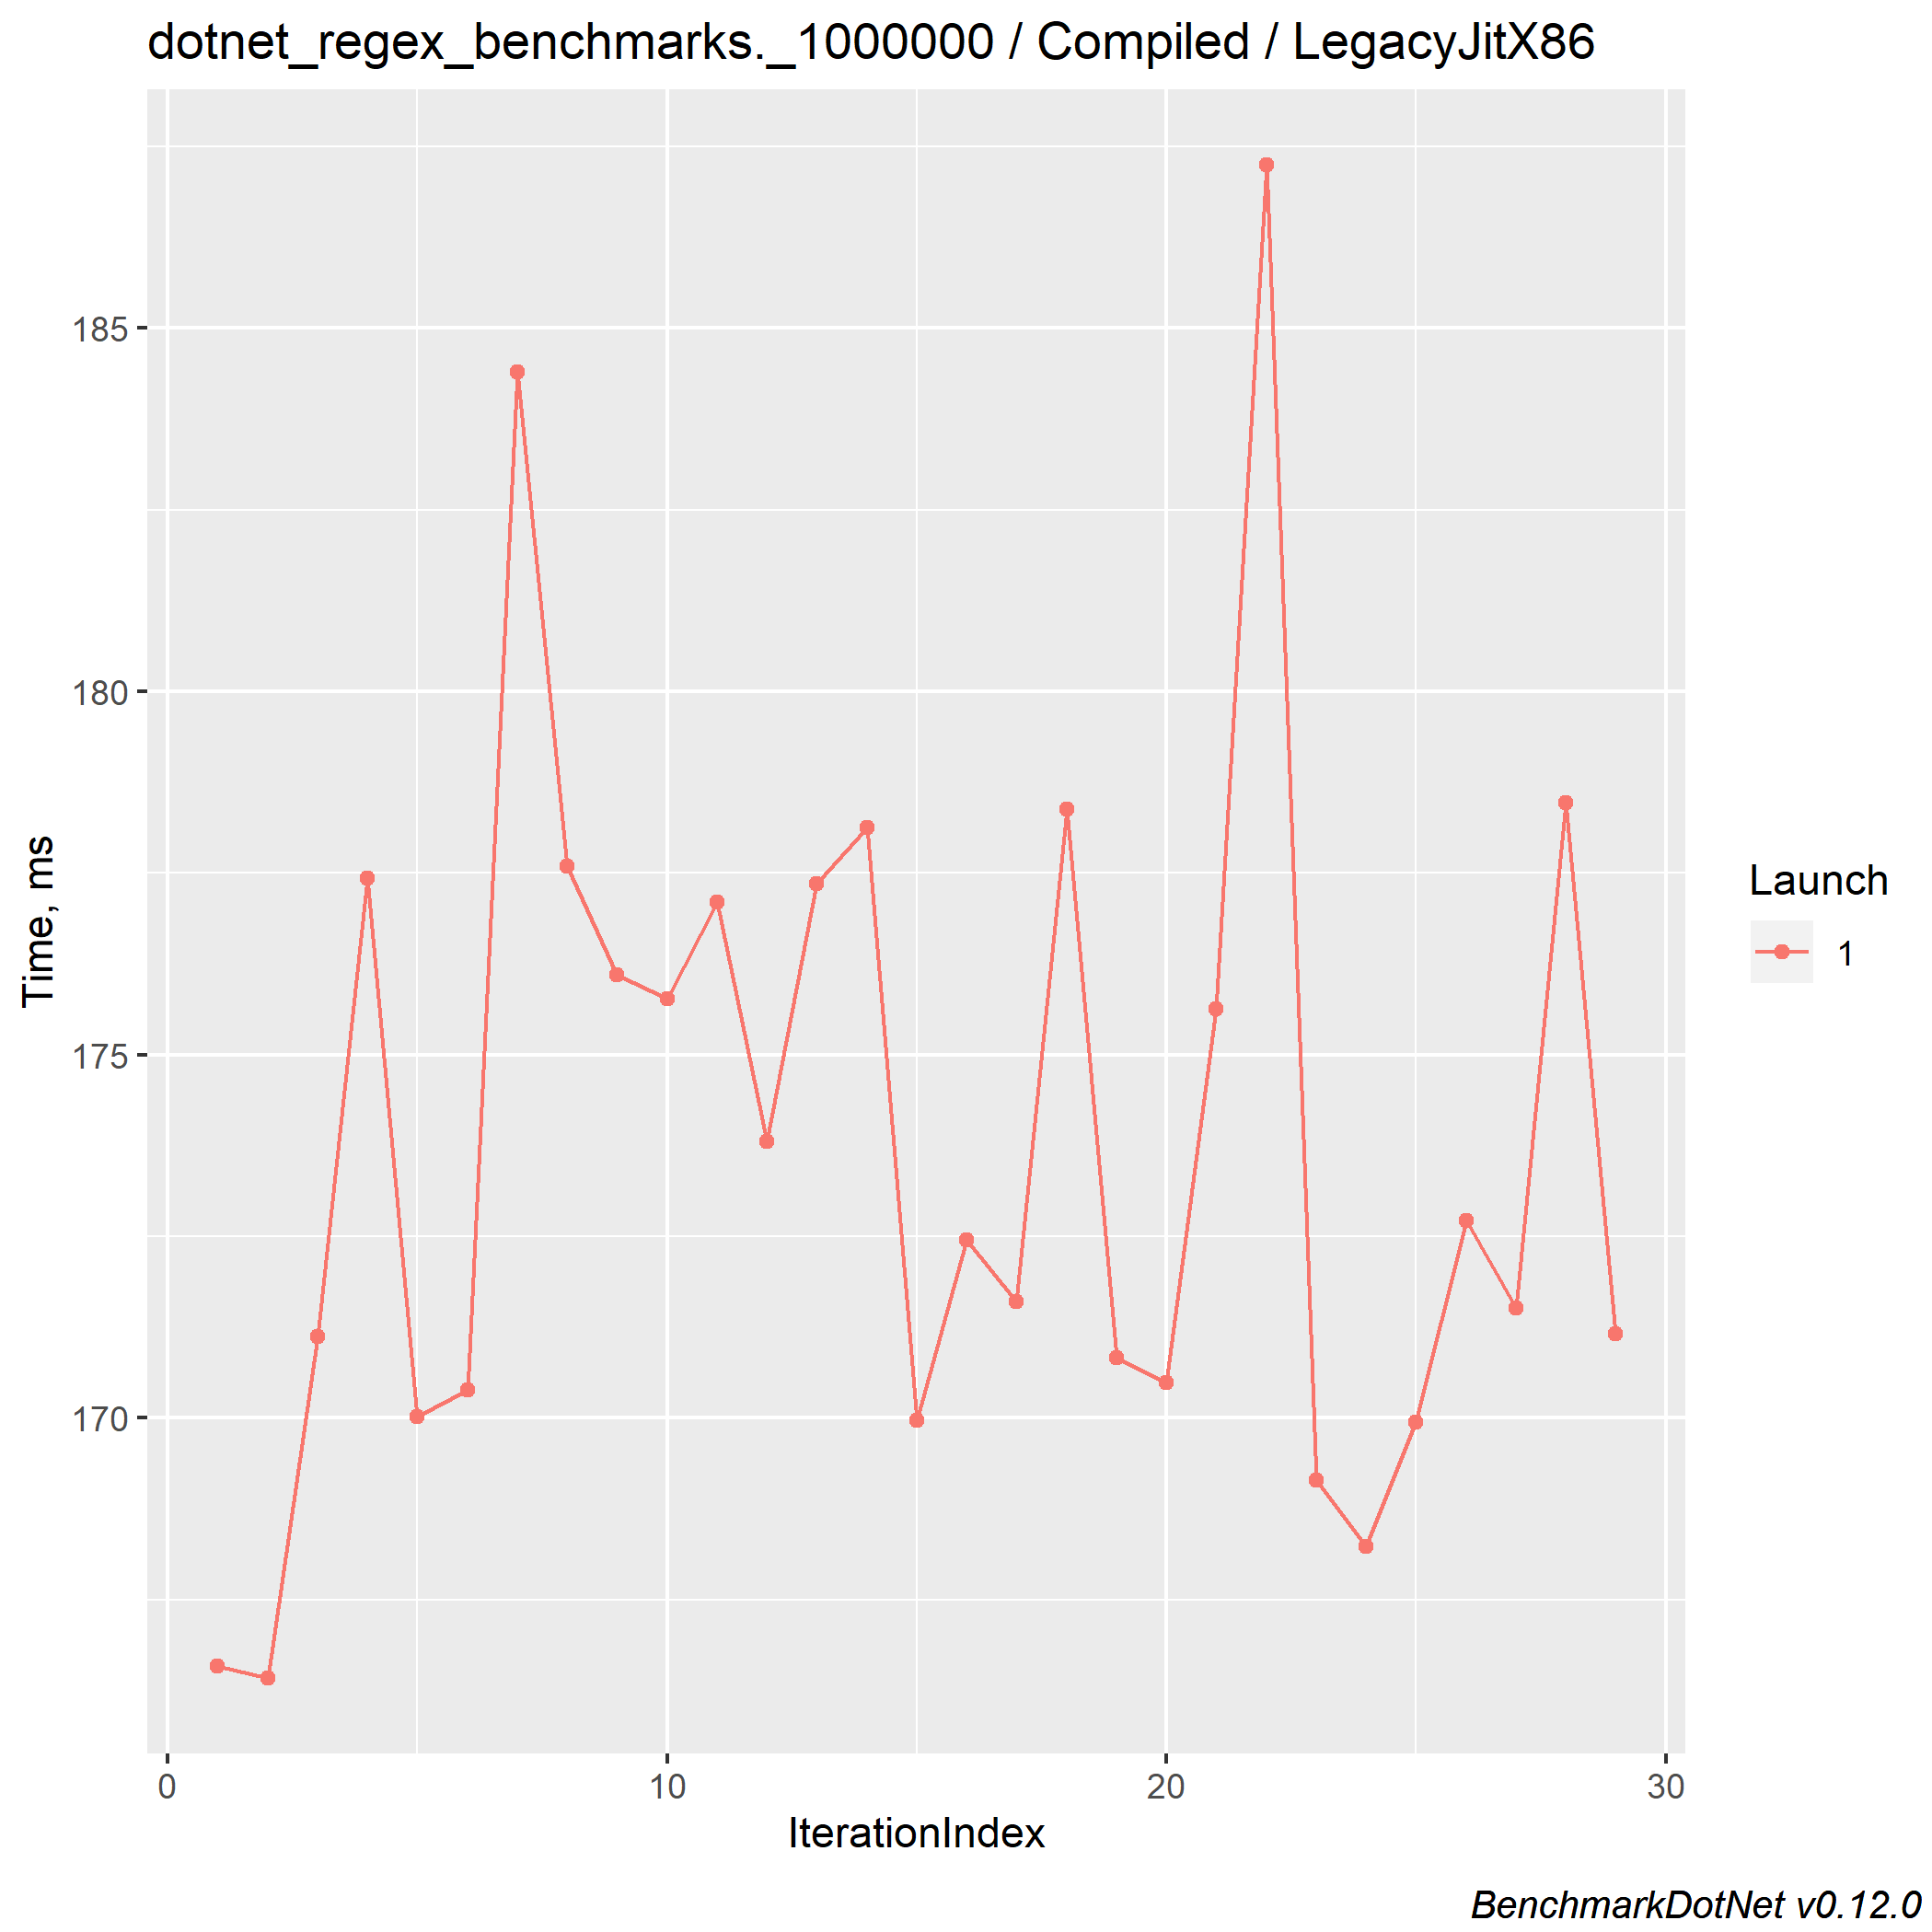 dotnet_regex_benchmarks._1000000 / Compiled / LegacyJitX86
185
180
175
170
Time, ms
0 10 20 30
IterationIndex
Launch
1
BenchmarkDotNet v0.12.0